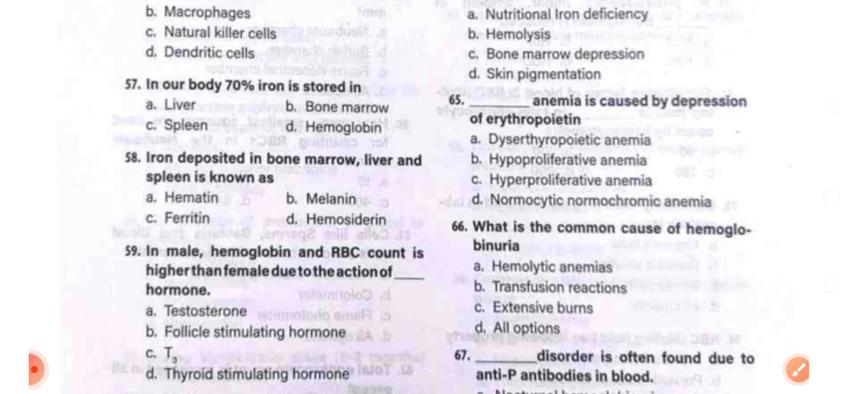 b. Macrophages
c. Natural killer cells
d. Dendritic cells
57. In our body 70% iron is stored in
a. Liver b. Bone marrow
c. Spleen d. Hemoglobin
58. Iron deposited in bone marrow, liver and
spleen is known as
a. Hematin b. Melanin
c. Ferritin d. Hemosiderin
59. In male, hemoglobin and RBC count is
higher than female due to the action of ____
hormone.
a. Testosterone
b. Follicle stimulating hormone
c. T₃
d. Thyroid stimulating hormone
a. Nutritional Iron deficiency
b. Hemolysis
c. Bone marrow depression
d. Skin pigmentation
65. ________ anemia is caused by depression
of erythropoietin
a. Dyserthyropoietic anemia
b. Hypoproliferative anemia
c. Hyperproliferative anemia
d. Normocytic normochromic anemia
66. What is the common cause of hemoglo-
binuria
a. Hemolytic anemias
b. Transfusion reactions
c. Extensive burns
d. All options
67. ________ disorder is often found due to
anti-P antibodies in blood.